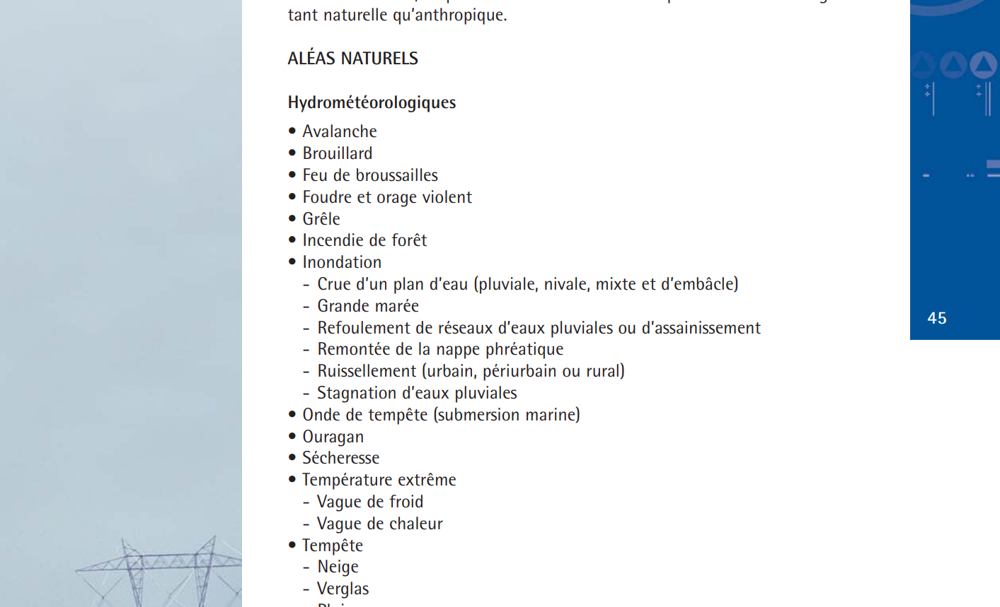 tant naturelle qu'anthropique.
ALÉAS NATURELS
Hydrométéorologiques
• Avalanche
• Brouillard
• Feu de broussailles
• Foudre et orage violent
• Grêle
• Incendie de forêt
• Inondation
- Crue d'un plan d'eau (pluviale, nivale, mixte et d'embâcle)
- Grande marée
- Refoulement de réseaux d'eaux pluviales ou d'assainissement
- Remontée de la nappe phréatique
- Ruissellement (urbain, périurbain ou rural)
- Stagnation d'eaux pluviales
• Onde de tempête (submersion marine)
• Ouragan
• Sécheresse
• Température extrême
- Vague de froid
- Vague de chaleur
• Tempête
- Neige
- Verglas
45